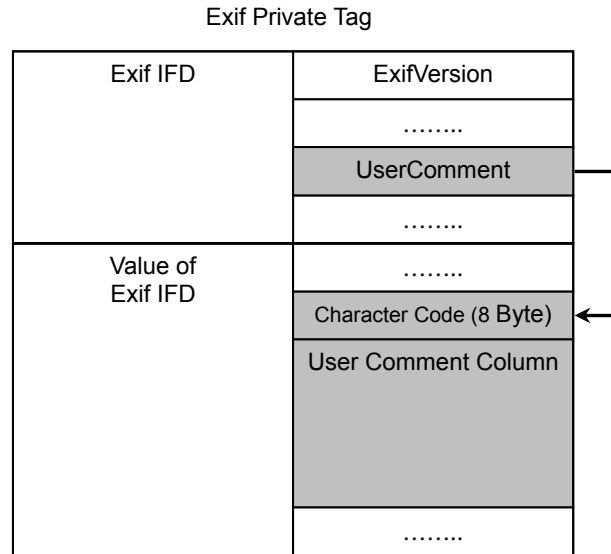 Exif Private Tag
Exif IFD
ExifVersion
……..
UserComment
……..
Value of
Exif IFD
……..
Character Code (8 Byte)
User Comment Column
……..